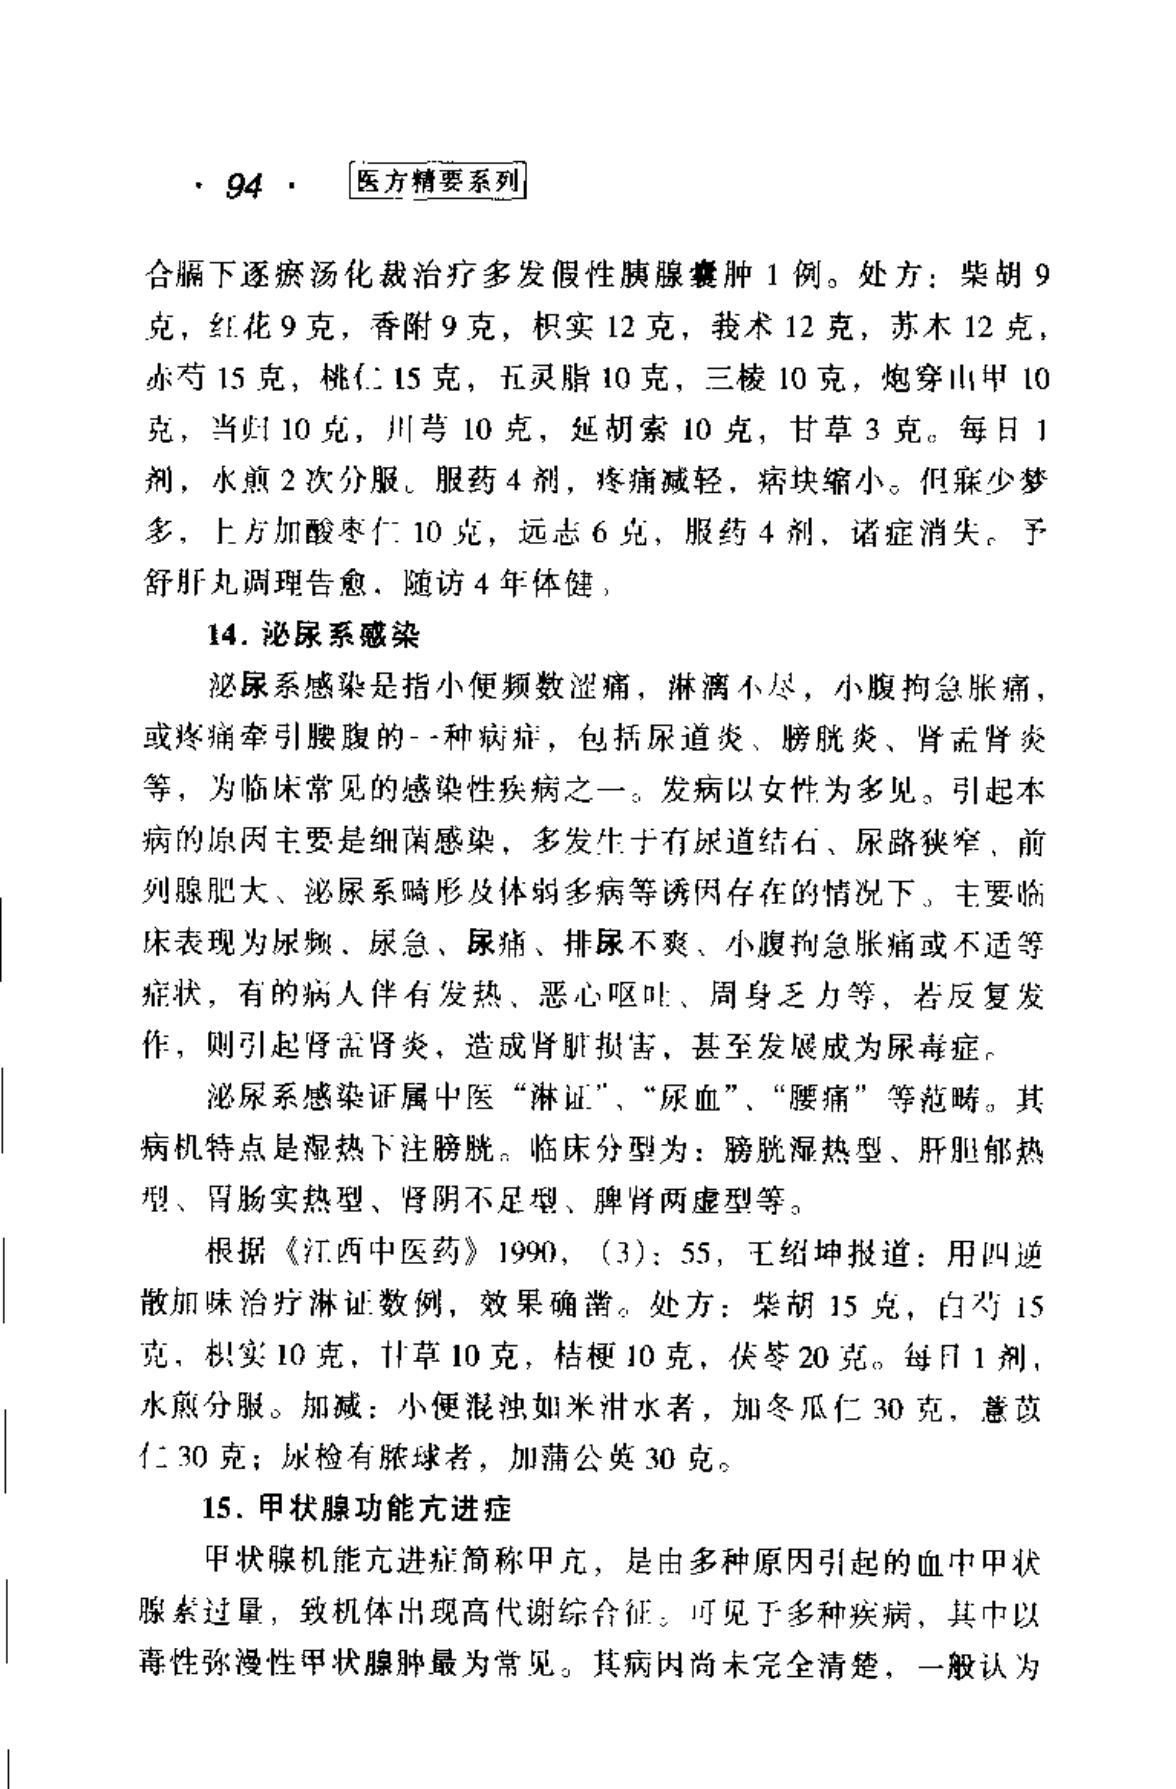 · 94 · 医方精要系列
合膈下逐瘀汤化裁治疗多发假性胰腺囊肿 1 例。处方：柴胡 9
克，红花 9 克，香附 9 克，枳实 12 克，莪术 12 克，苏木 12 克，
赤芍 15 克，桃仁 15 克，五灵脂 10 克，三棱 10 克，炮穿山甲 10
克，当归 10 克，川芎 10 克，延胡索 10 克，甘草 3 克。每日 1
剂，水煎 2 次分服。服药 4 剂，疼痛减轻，痞块缩小。但寐少梦
多，上方加酸枣仁 10 克，远志 6 克，服药 4 剂，诸症消失。予
舒肝丸调理告愈，随访 4 年体健。
14. 泌尿系感染
泌尿系感染是指小便频数涩痛，淋漓不尽，小腹拘急胀痛，
或疼痛牵引腰腹的一种病症，包括尿道炎、膀胱炎、肾盂肾炎
等，为临床常见的感染性疾病之一。发病以女性为多见。引起本
病的原因主要是细菌感染，多发生于有尿道结石、尿路狭窄、前
列腺肥大、泌尿系畸形及体弱多病等诱因存在的情况下。主要临
床表现为尿频、尿急、尿痛、排尿不爽、小腹拘急胀痛或不适等
症状，有的病人伴有发热、恶心呕吐、周身乏力等，若反复发
作，则引起肾盂肾炎，造成肾脏损害，甚至发展成为尿毒症。
泌尿系感染证属中医“淋证”、“尿血”、“腰痛”等范畴。其
病机特点是湿热下注膀胱。临床分型为：膀胱湿热型、肝胆郁热
型、胃肠实热型、肾阴不足型、脾肾两虚型等。
根据《江西中医药》1990，（3）：55，王绍坤报道：用四逆
散加味治疗淋证数例，效果确凿。处方：柴胡 15 克，白芍 15
克，枳实 10 克，甘草 10 克，桔梗 10 克，茯苓 20 克。每日 1 剂，
水煎分服。加减：小便混浊如米泔水者，加冬瓜仁 30 克，薏苡
仁 30 克；尿检有脓球者，加蒲公英 30 克。
15. 甲状腺功能亢进症
甲状腺机能亢进症简称甲亢，是由多种原因引起的血中甲状
腺素过量，致机体出现高代谢综合征。可见于多种疾病，其中以
毒性弥漫性甲状腺肿最为常见。其病因尚未完全清楚，一般认为